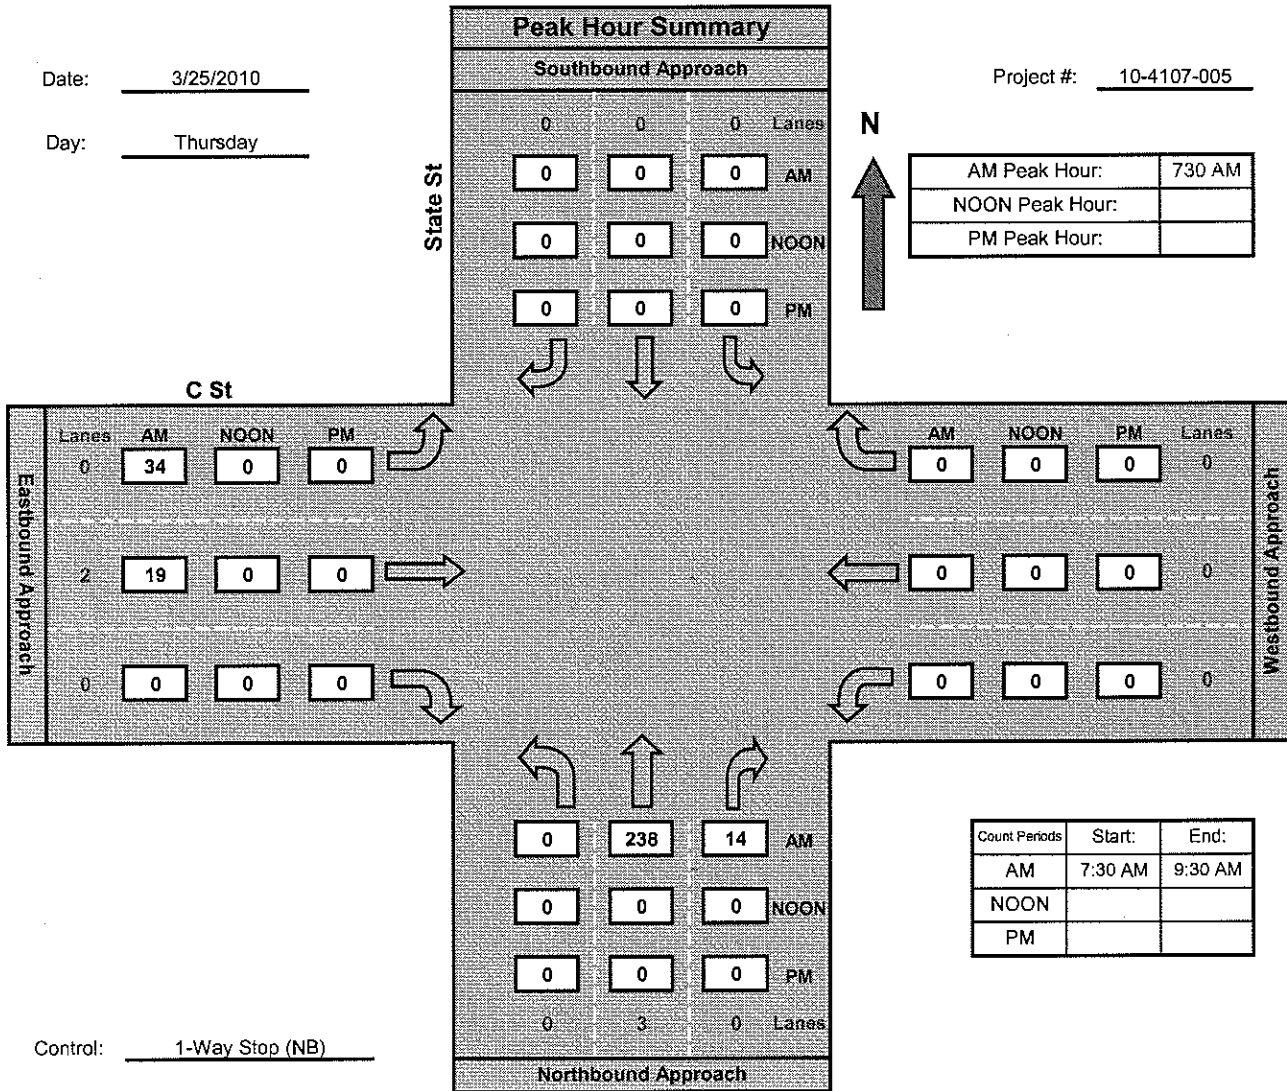 Peak Hour Summary
Southbound Approach
Date: 3/25/2010
Project #: 10-4107-005
Day: Thursday
0 0 0 Lanes
0 0 0 AM
0 0 0 NOON
0 0 0 PM
State St
N
AM Peak Hour: 730 AM
NOON Peak Hour:
PM Peak Hour:
C St
Eastbound Approach
Lanes AM NOON PM
0 34 0 0
2 19 0 0
0 0 0 0
AM NOON PM Lanes
0 0 0 0
0 0 0 0
0 0 0 0
Westbound Approach
0 238 14 AM
0 0 0 NOON
0 0 0 PM
0 3 0 Lanes
Northbound Approach
Count Periods Start: End:
AM 7:30 AM 9:30 AM
NOON
PM
Control: 1-Way Stop (NB)